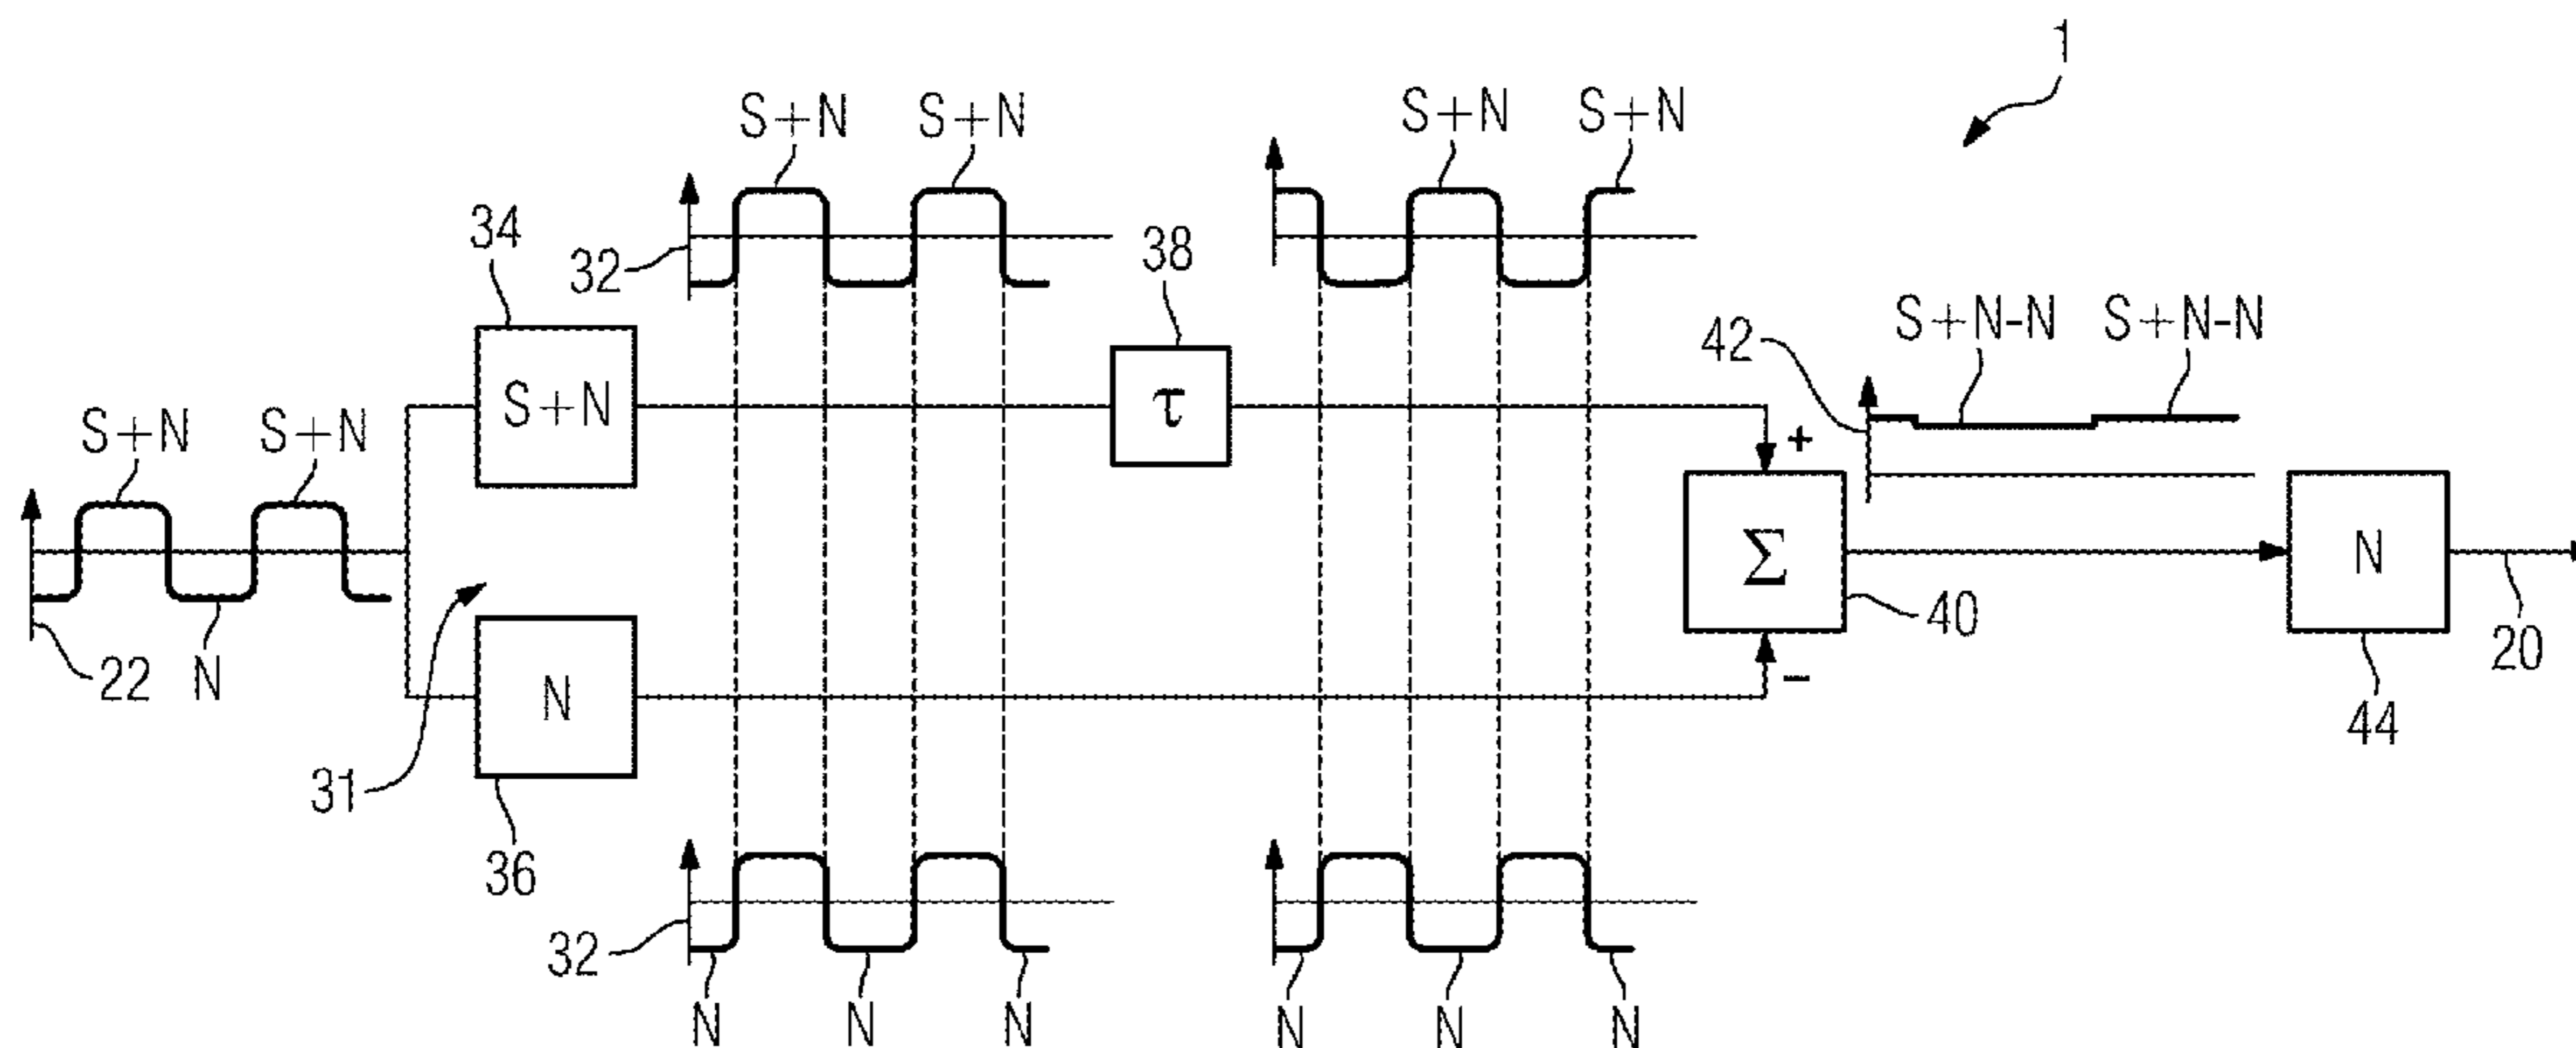 1
S+N S+N S+N S+N
34
32
38
S+N-N S+N-N
42
S+N S+N
S+N
τ
+
Σ
N
40
20
22
N
N
−
44
31
36
32
N N N N N N